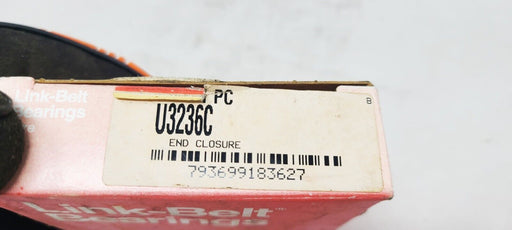 Link-Belt
Bearings
PC
U3236C
END CLOSURE
793699183627
B
Link-Belt
Bearings